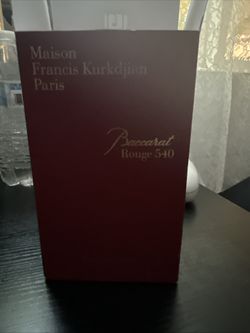 Maison
Francis Kurkdjian
Paris
Baccarat
Rouge 540